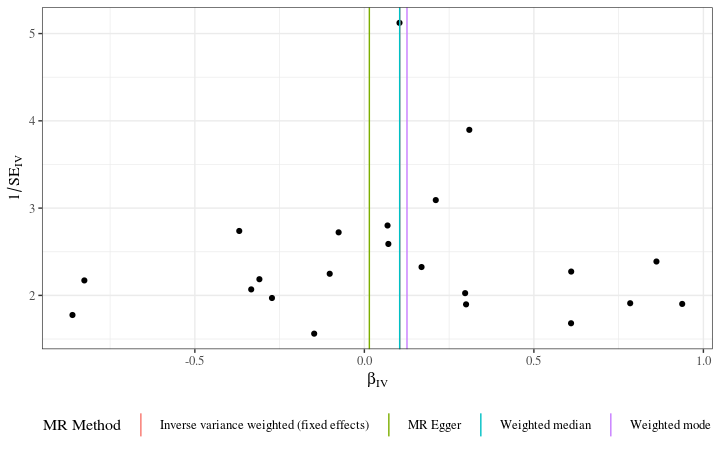 5
4
3
2
1/SE_IV
-0.5 0.0 0.5 1.0
β_IV
MR Method Inverse variance weighted (fixed effects) MR Egger Weighted median Weighted mode